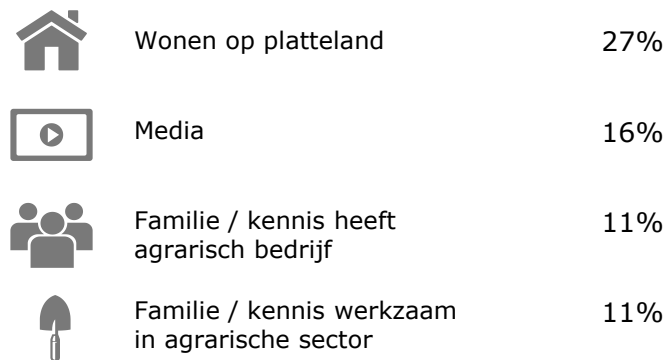 Wonen op platteland 27%
Media 16%
Familie / kennis heeft 11%
agrarisch bedrijf
Familie / kennis werkzaam 11%
in agrarische sector